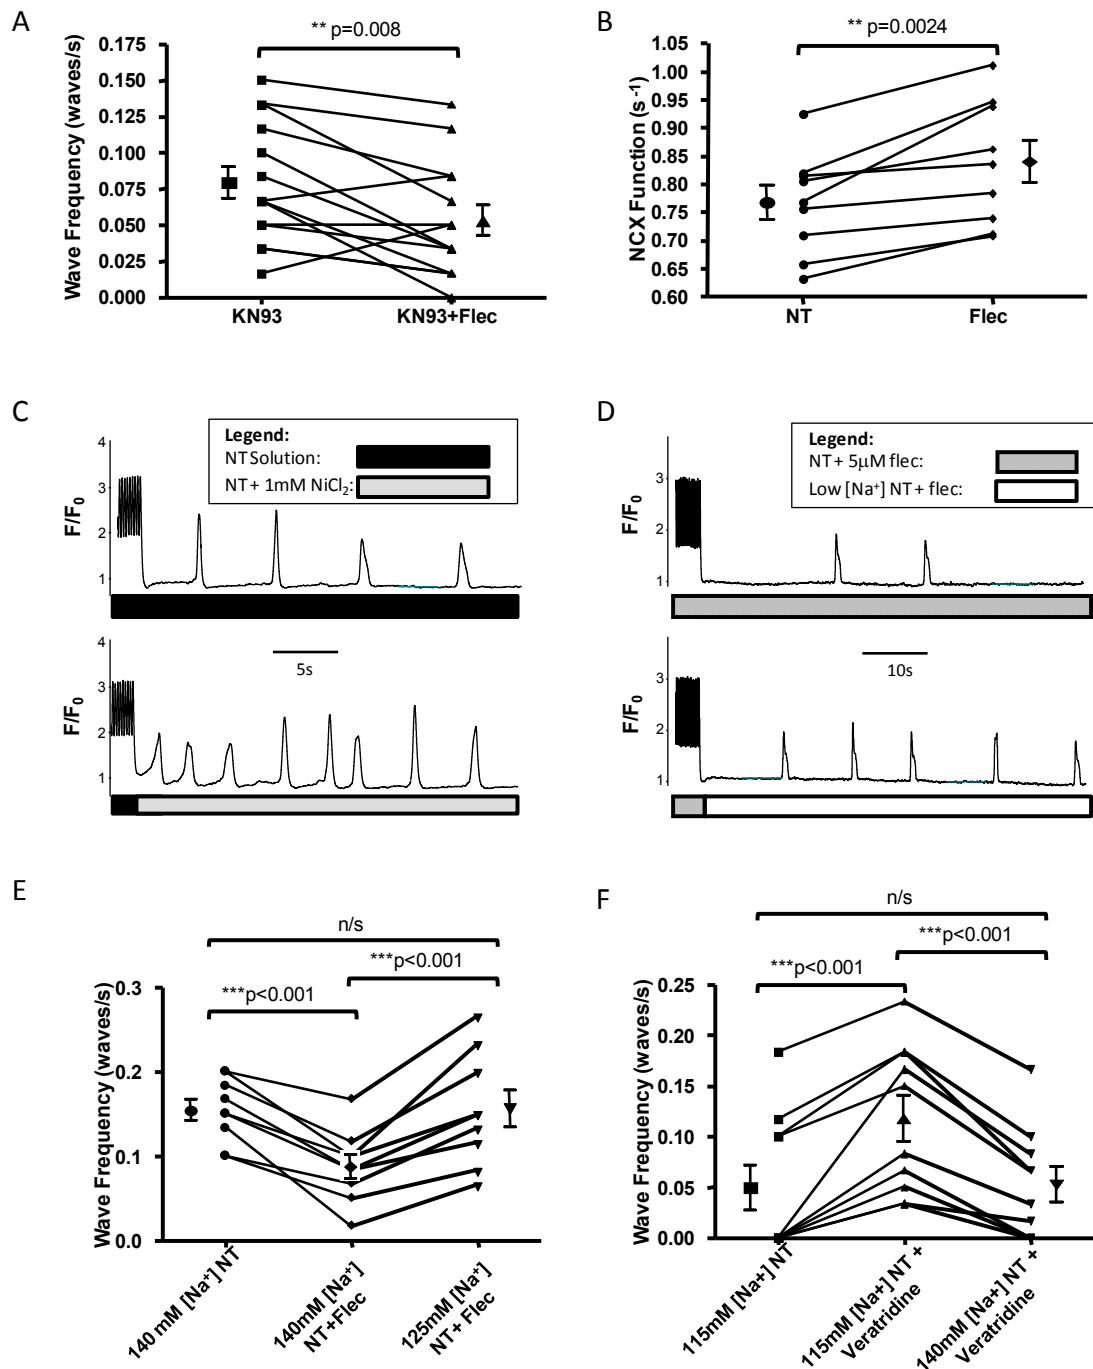 A
** p=0.008
Wave Frequency (waves/s)
0.175
0.150
0.125
0.100
0.075
0.050
0.025
0.000
KN93
KN93+Flec
B
** p=0.0024
NCX Function (s⁻¹)
1.05
1.00
0.95
0.90
0.85
0.80
0.75
0.70
0.65
0.60
NT
Flec
C
Legend:
NT Solution:
NT + 1mM NiCl₂:
F/F₀
4
3
2
1
F/F₀
4
3
2
1
5s
D
Legend:
NT + 5µM flec:
Low [Na⁺] NT + flec:
F/F₀
4
3
2
1
F/F₀
4
3
2
1
10s
E
n/s
***p<0.001
***p<0.001
Wave Frequency (waves/s)
0.3
0.2
0.1
0.0
140 mM [Na⁺] NT
140mM [Na⁺]
NT+Flec
125mM [Na⁺]
NT+ Flec
F
n/s
***p<0.001
***p<0.001
Wave Frequency (waves/s)
0.25
0.20
0.15
0.10
0.05
0.00
115mM [Na+] NT
115mM [Na+] NT +
Veratridine
140mM [Na+] NT +
Veratridine